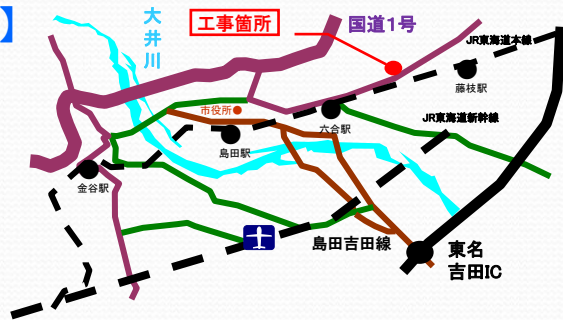 】
大井川
工事箇所
国道1号
JR東海道本線
藤枝駅
市役所
六合駅
JR東海道新幹線
島田駅
金谷駅
島田吉田線
東名
吉田IC